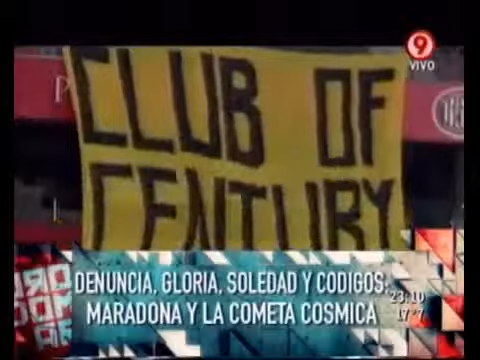 9
VIVO
CLUB OF
CENTURY
DENUNCIA, GLORIA, SOLEDAD Y CODIGOS:
MARADONA Y LA COMETA COSMICA
23:10
17°7